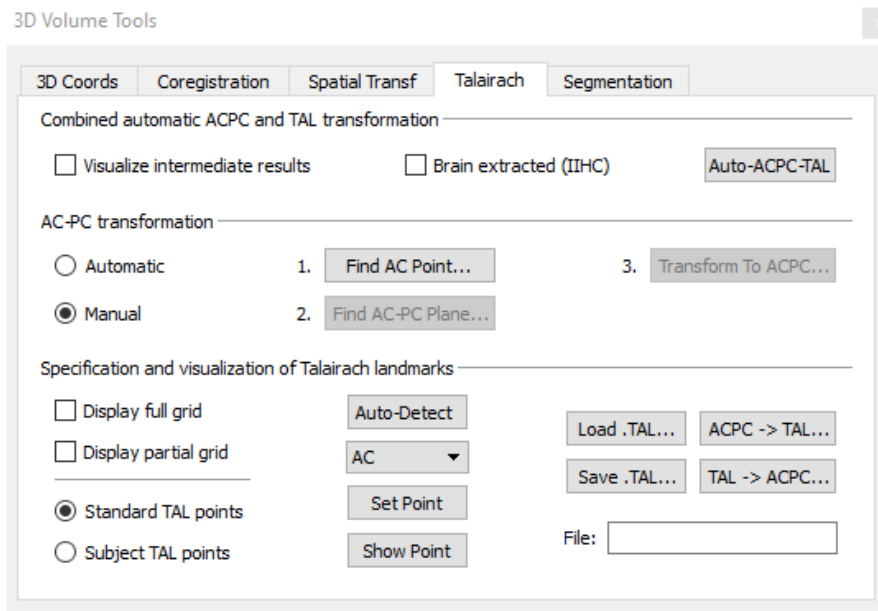 3D Volume Tools
3D Coords Coregistration Spatial Transf Talairach Segmentation
Combined automatic ACPC and TAL transformation
Visualize intermediate results Brain extracted (IIHC) Auto-ACPC-TAL
AC-PC transformation
Automatic 1. Find AC Point... 3. Transform To ACPC...
Manual 2. Find AC-PC Plane...
Specification and visualization of Talairach landmarks
Display full grid Auto-Detect Load .TAL... ACPC -> TAL...
Display partial grid AC Save .TAL... TAL -> ACPC...
Standard TAL points Set Point
Subject TAL points Show Point File: